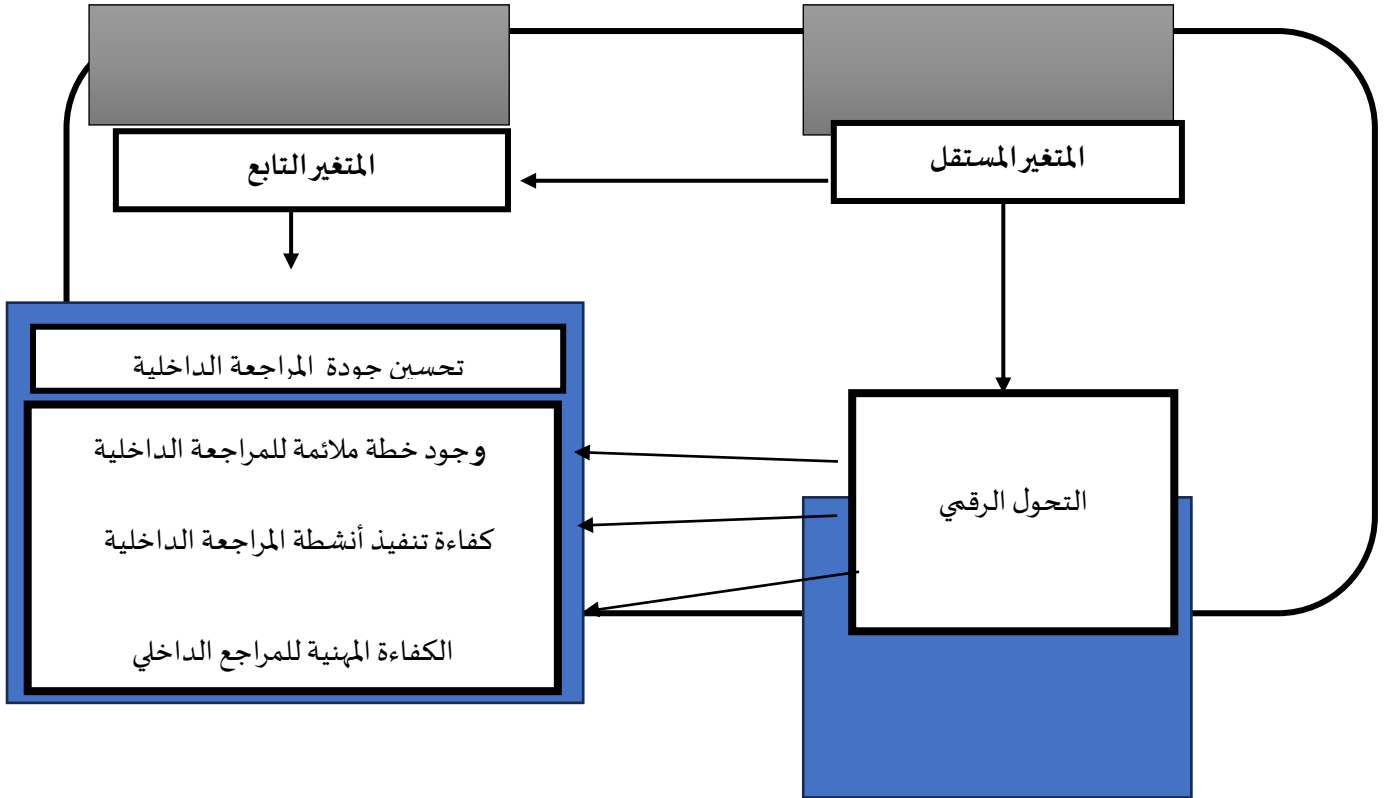 المتغير المستقل
المتغير التابع
تحسين جودة المراجعة الداخلية
وجود خطة ملائمة للمراجعة الداخلية
كفاءة تنفيذ أنشطة المراجعة الداخلية
الكفاءة المهنية للمراجع الداخلي
التحول الرقمي